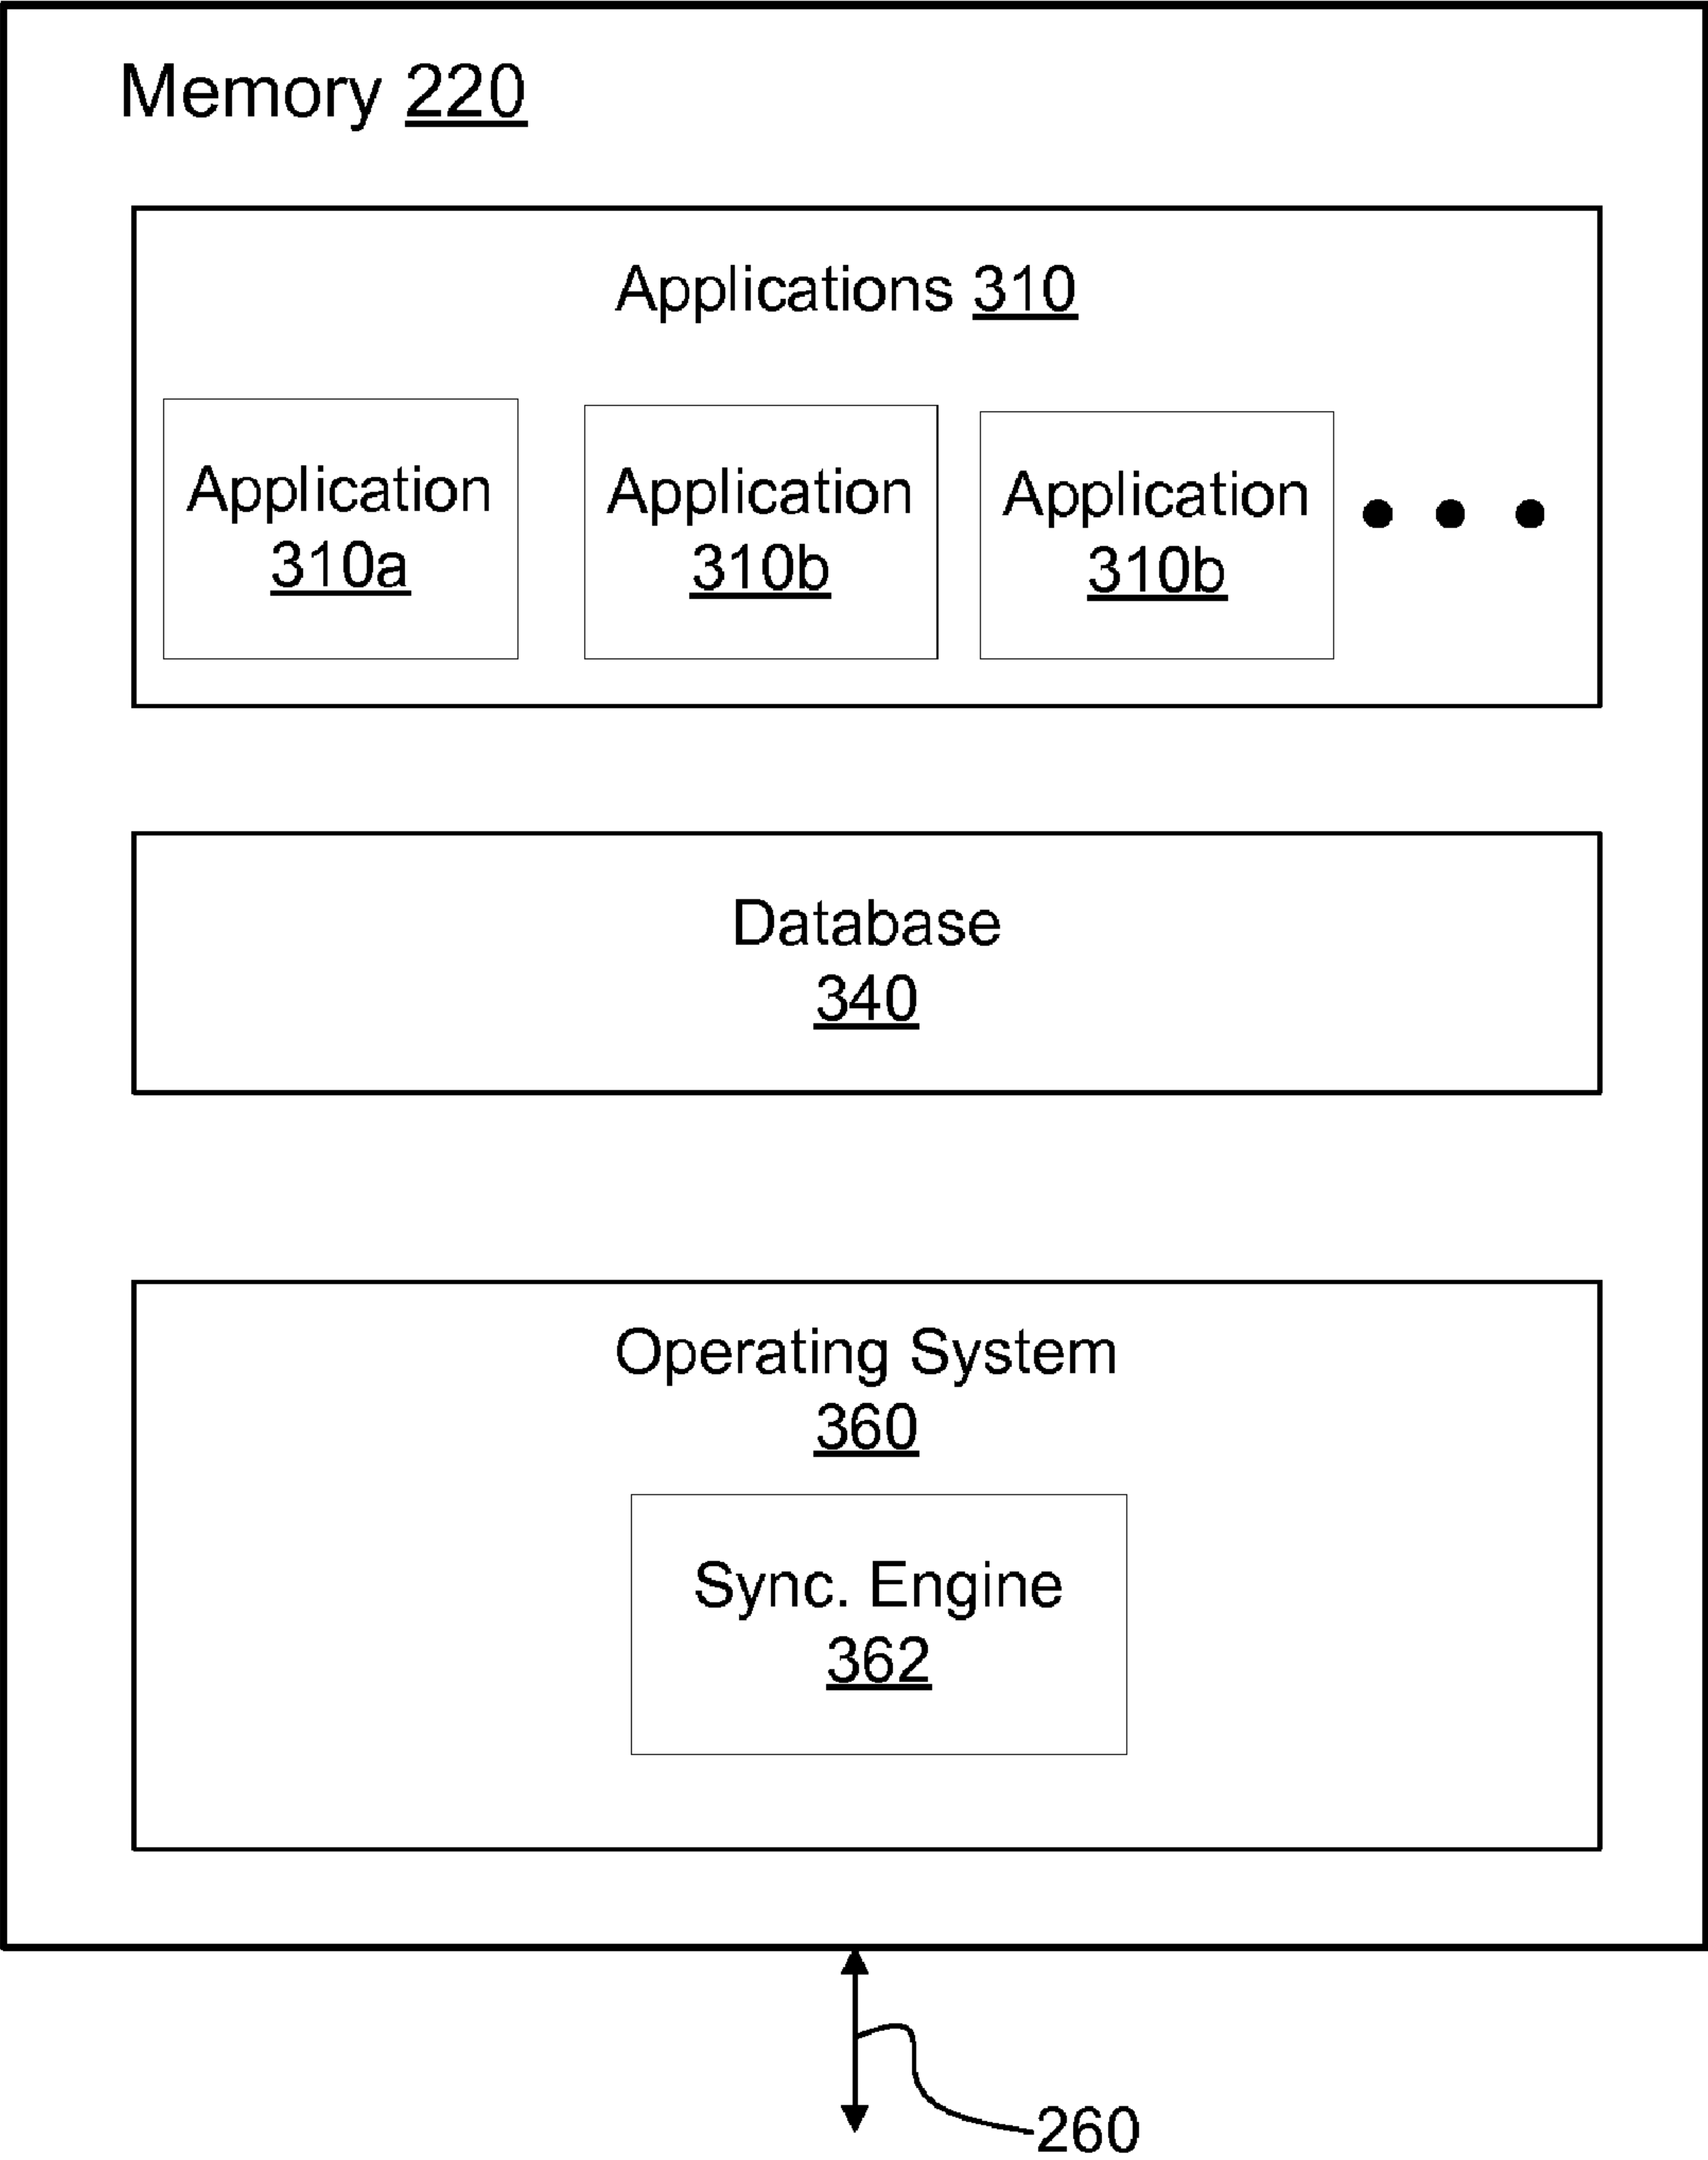 Memory 220
Applications 310
Application
310a
Application
310b
Application
310b
Database
340
Operating System
360
Sync. Engine
362
260